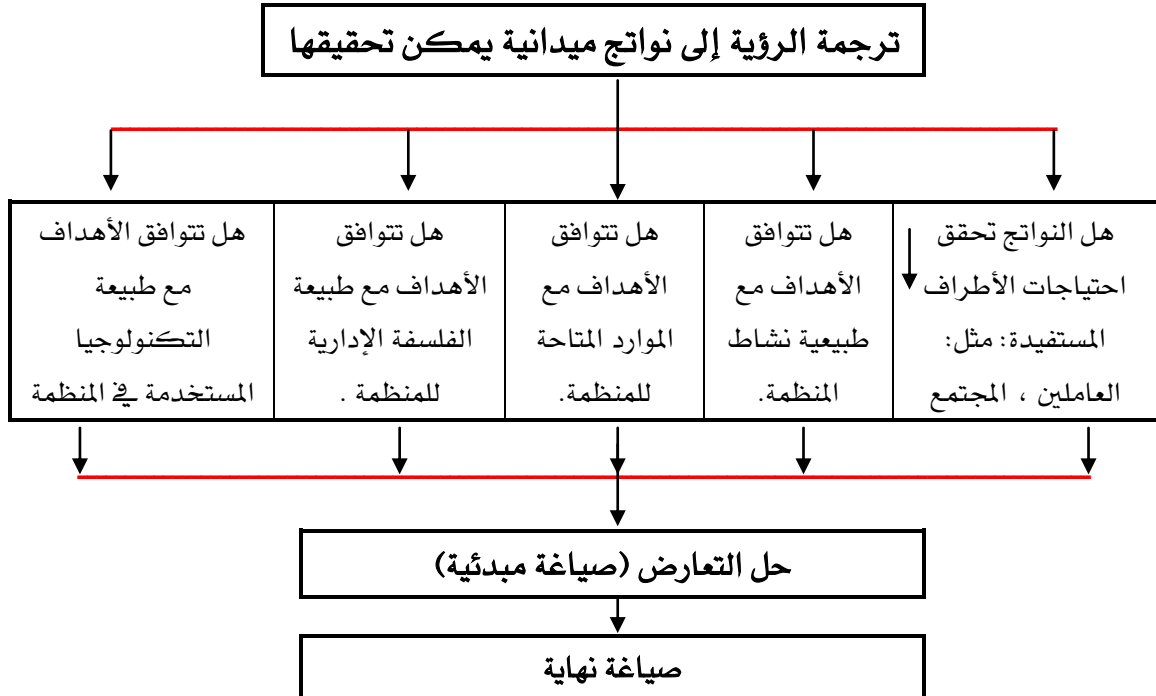 ترجمة الرؤية إلى نواتج ميدانية يمكن تحقيقها
هل النواتج تحقق
احتياجات الأطراف
المستفيدة: مثل:
العاملين ، المجتمع
هل تتوافق
الأهداف مع
طبيعية نشاط
المنظمة.
هل تتوافق
الأهداف مع
الموارد المتاحة
للمنظمة.
هل تتوافق
الأهداف مع طبيعة
الفلسفة الإدارية
للمنظمة .
هل تتوافق الأهداف
مع طبيعة
التكنولوجيا
المستخدمة في المنظمة
حل التعارض (صياغة مبدئية)
صياغة نهاية